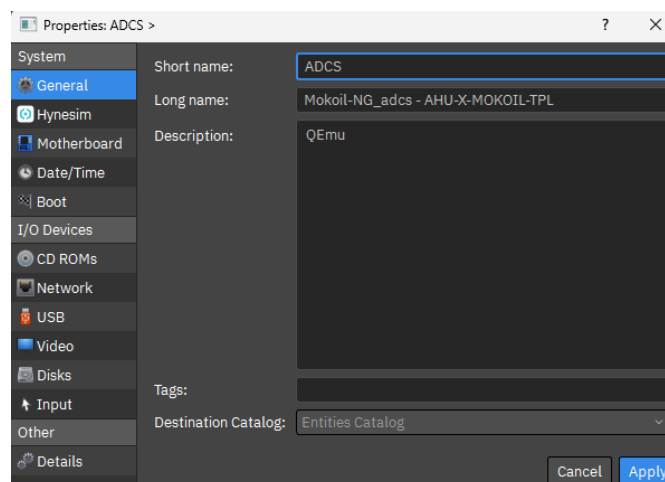 Properties: ADCS > ?
System
General
Hynesim
Motherboard
Date/Time
Boot
I/O Devices
CD ROMs
Network
USB
Video
Disks
Input
Other
Details
Short name: ADCS
Long name: Mokoil-NG_adcs - AHU-X-MOKOIL-TPL
Description: QEmu
Tags:
Destination Catalog: Entities Catalog
Cancel Apply